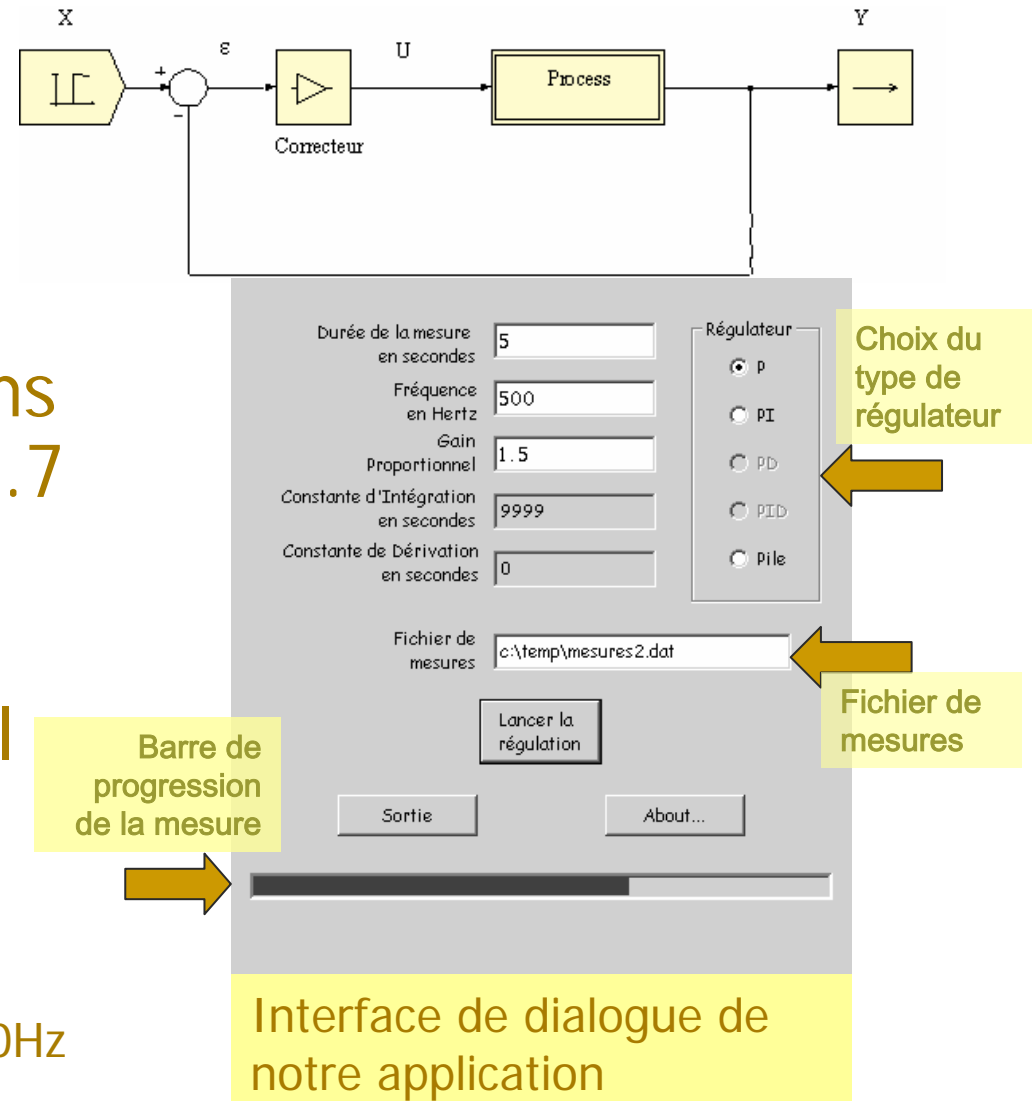 X
Y
ε
U
+
-
Process
Correcteur
Durée de la mesure
en secondes
5
Fréquence
en Hertz
500
Gain
Proportionnel
1.5
Constante d'Intégration
en secondes
9999
Constante de Dérivation
en secondes
0
Régulateur
P
PI
PD
PID
Pile
Choix du
type de
régulateur
ns
.7
Fichier de
mesures
c:\temp\mesures2.dat
Fichier de
mesures
Lancer la
régulation
l
Barre de
progression
de la mesure
Sortie
About...
0Hz
Interface de dialogue de
notre application